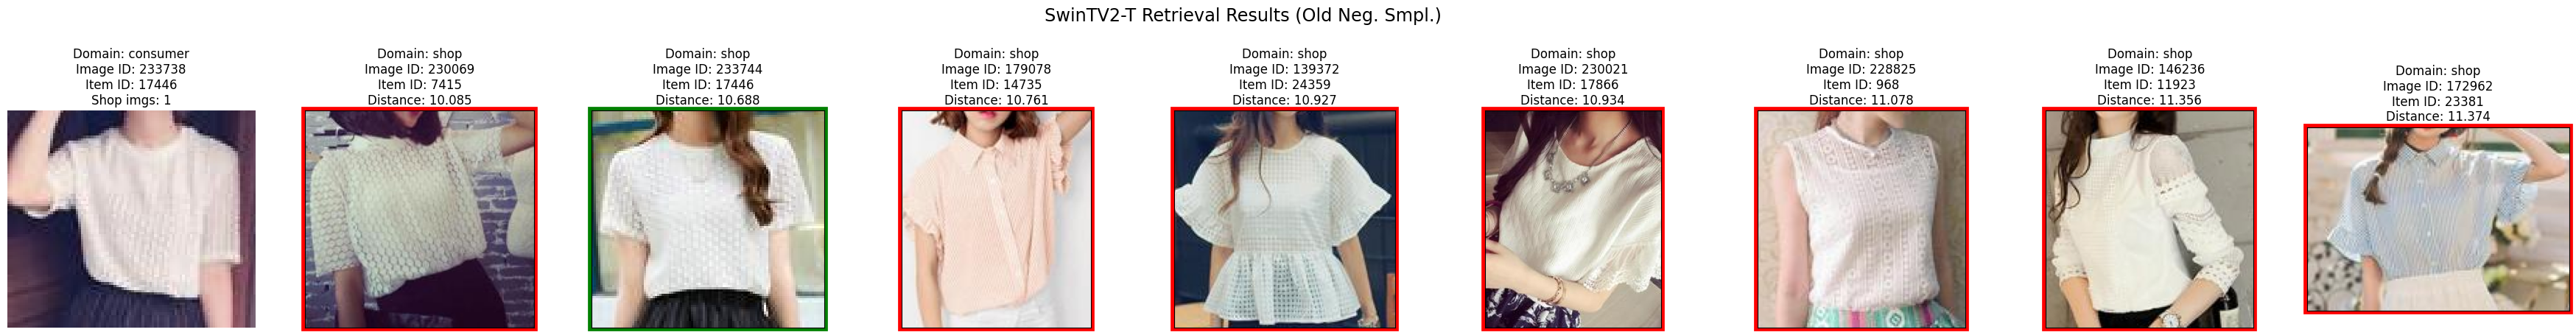 SwinTV2-T Retrieval Results (Old Neg. Smpl.)
Domain: consumer
Image ID: 233738
Item ID: 17446
Shop imgs: 1
Domain: shop
Image ID: 230069
Item ID: 7415
Distance: 10.085
Domain: shop
Image ID: 233744
Item ID: 17446
Distance: 10.688
Domain: shop
Image ID: 179078
Item ID: 14735
Distance: 10.761
Domain: shop
Image ID: 139372
Item ID: 24359
Distance: 10.927
Domain: shop
Image ID: 230021
Item ID: 17866
Distance: 10.934
Domain: shop
Image ID: 228825
Item ID: 968
Distance: 11.078
Domain: shop
Image ID: 146236
Item ID: 11923
Distance: 11.356
Domain: shop
Image ID: 172962
Item ID: 23381
Distance: 11.374